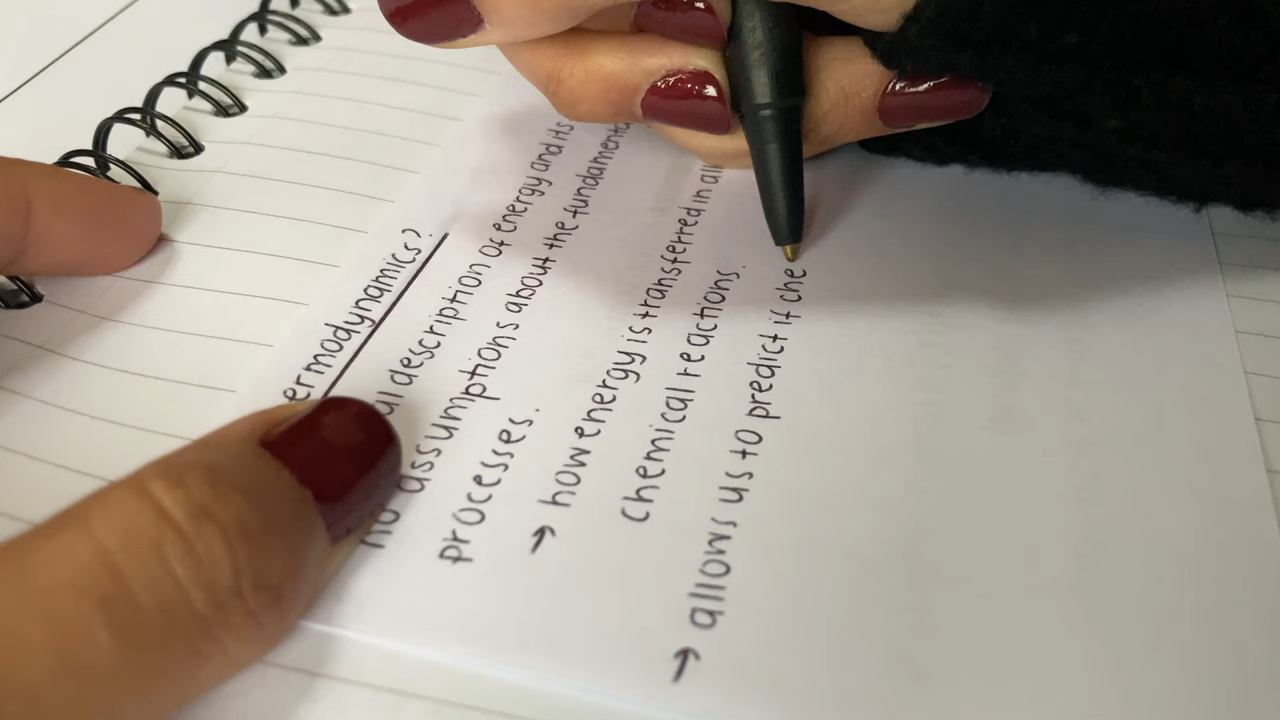 ermodynamics?
al description of energy and its
no assumptions about the fundamenta
processes.
→ how energy is transferred in all
chemical reactions.
→ allows us to predict if che